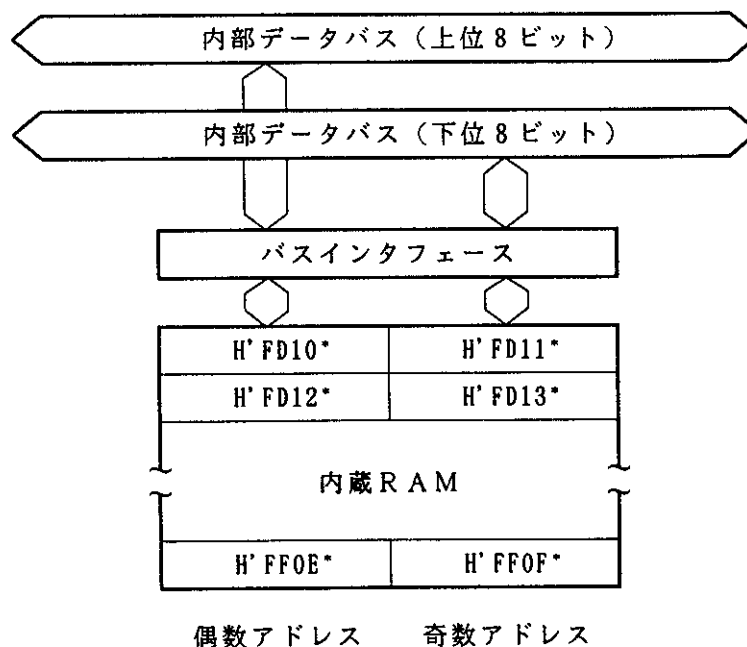 内部データバス（上位８ビット）
内部データバス（下位８ビット）
バスインタフェース
H'FD10* H'FD11*
H'FD12* H'FD13*
内蔵ＲＡＭ
H'FF0E* H'FF0F*
偶数アドレス 奇数アドレス